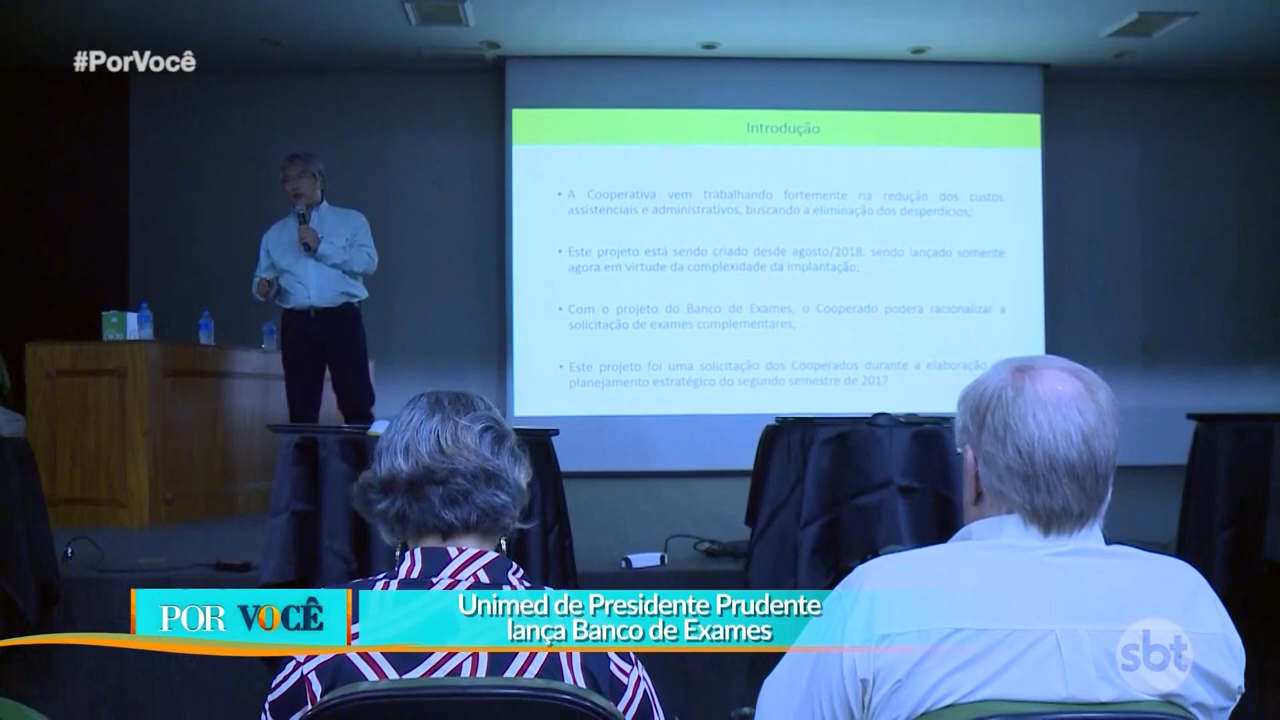 #PorVocê
Introdução
• A Cooperativa vem trabalhando fortemente na redução dos custos
assistenciais e administrativos, buscando a eliminação dos desperdícios;
• Este projeto está sendo criado desde agosto/2018, sendo lançado somente
agora em virtude da complexidade da implantação;
• Com o projeto do Banco de Exames, o Cooperado poderá racionalizar a
solicitação de exames complementares;
• Este projeto foi uma solicitação dos Cooperados durante a elaboração
planejamento estratégico do segundo semestre de 2017
POR VOCÊ
Unimed de Presidente Prudente
lança Banco de Exames
sbt